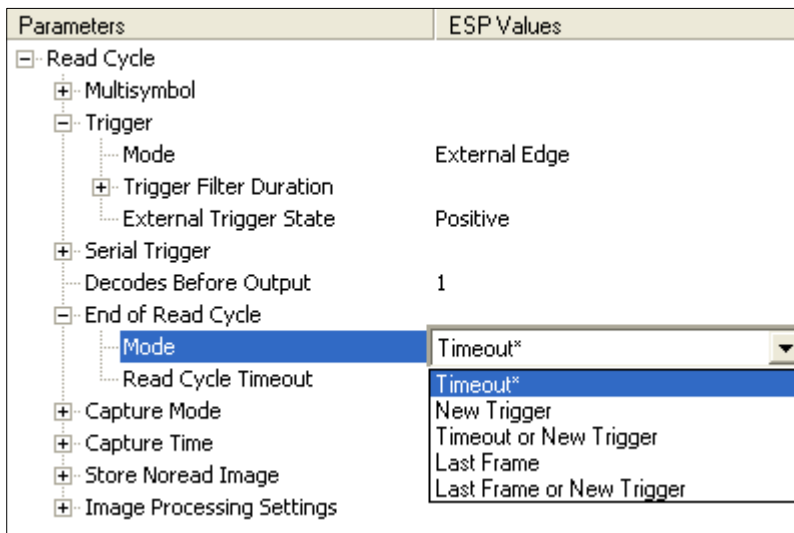 Parameters ESP Values
Read Cycle
Multisymbol
Trigger
Mode External Edge
Trigger Filter Duration
External Trigger State Positive
Serial Trigger
Decodes Before Output 1
End of Read Cycle
Mode Timeout*
Read Cycle Timeout Timeout*
Capture Mode New Trigger
Capture Time Timeout or New Trigger
Store Noread Image Last Frame
Image Processing Settings Last Frame or New Trigger